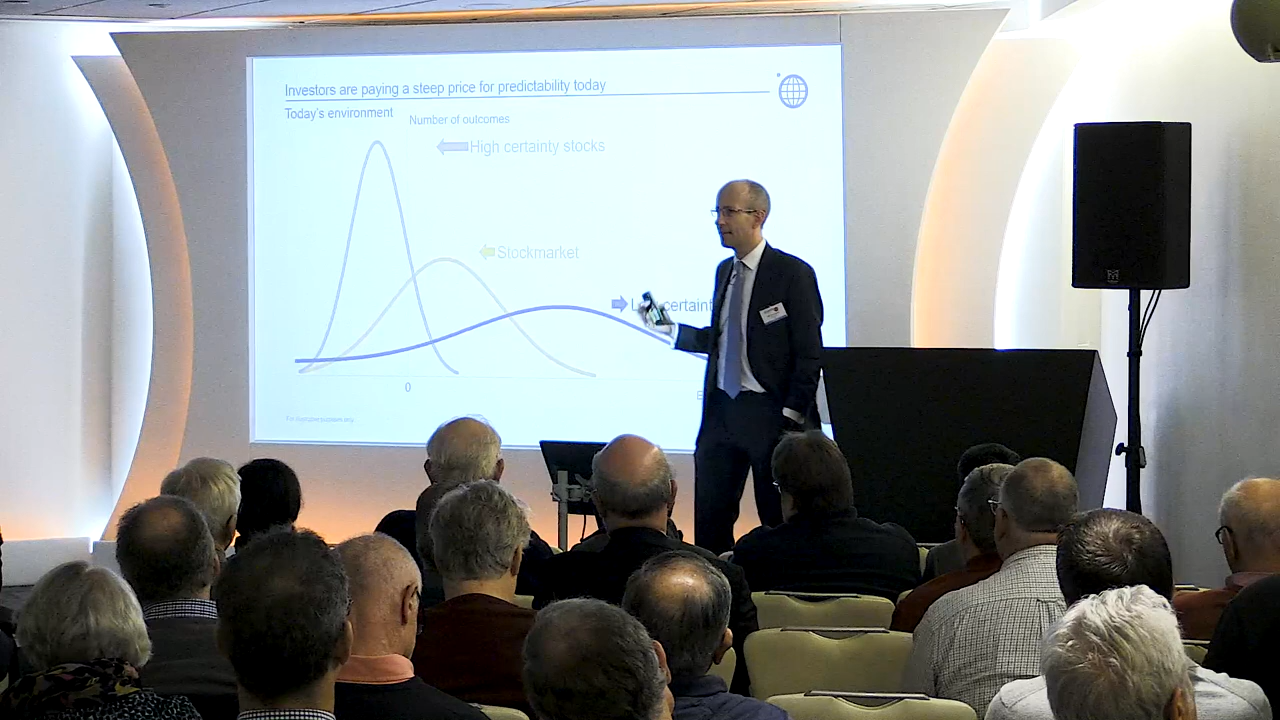 Investors are paying a steep price for predictability today
Today's environment
Number of outcomes
High certainty stocks
Stockmarket
0